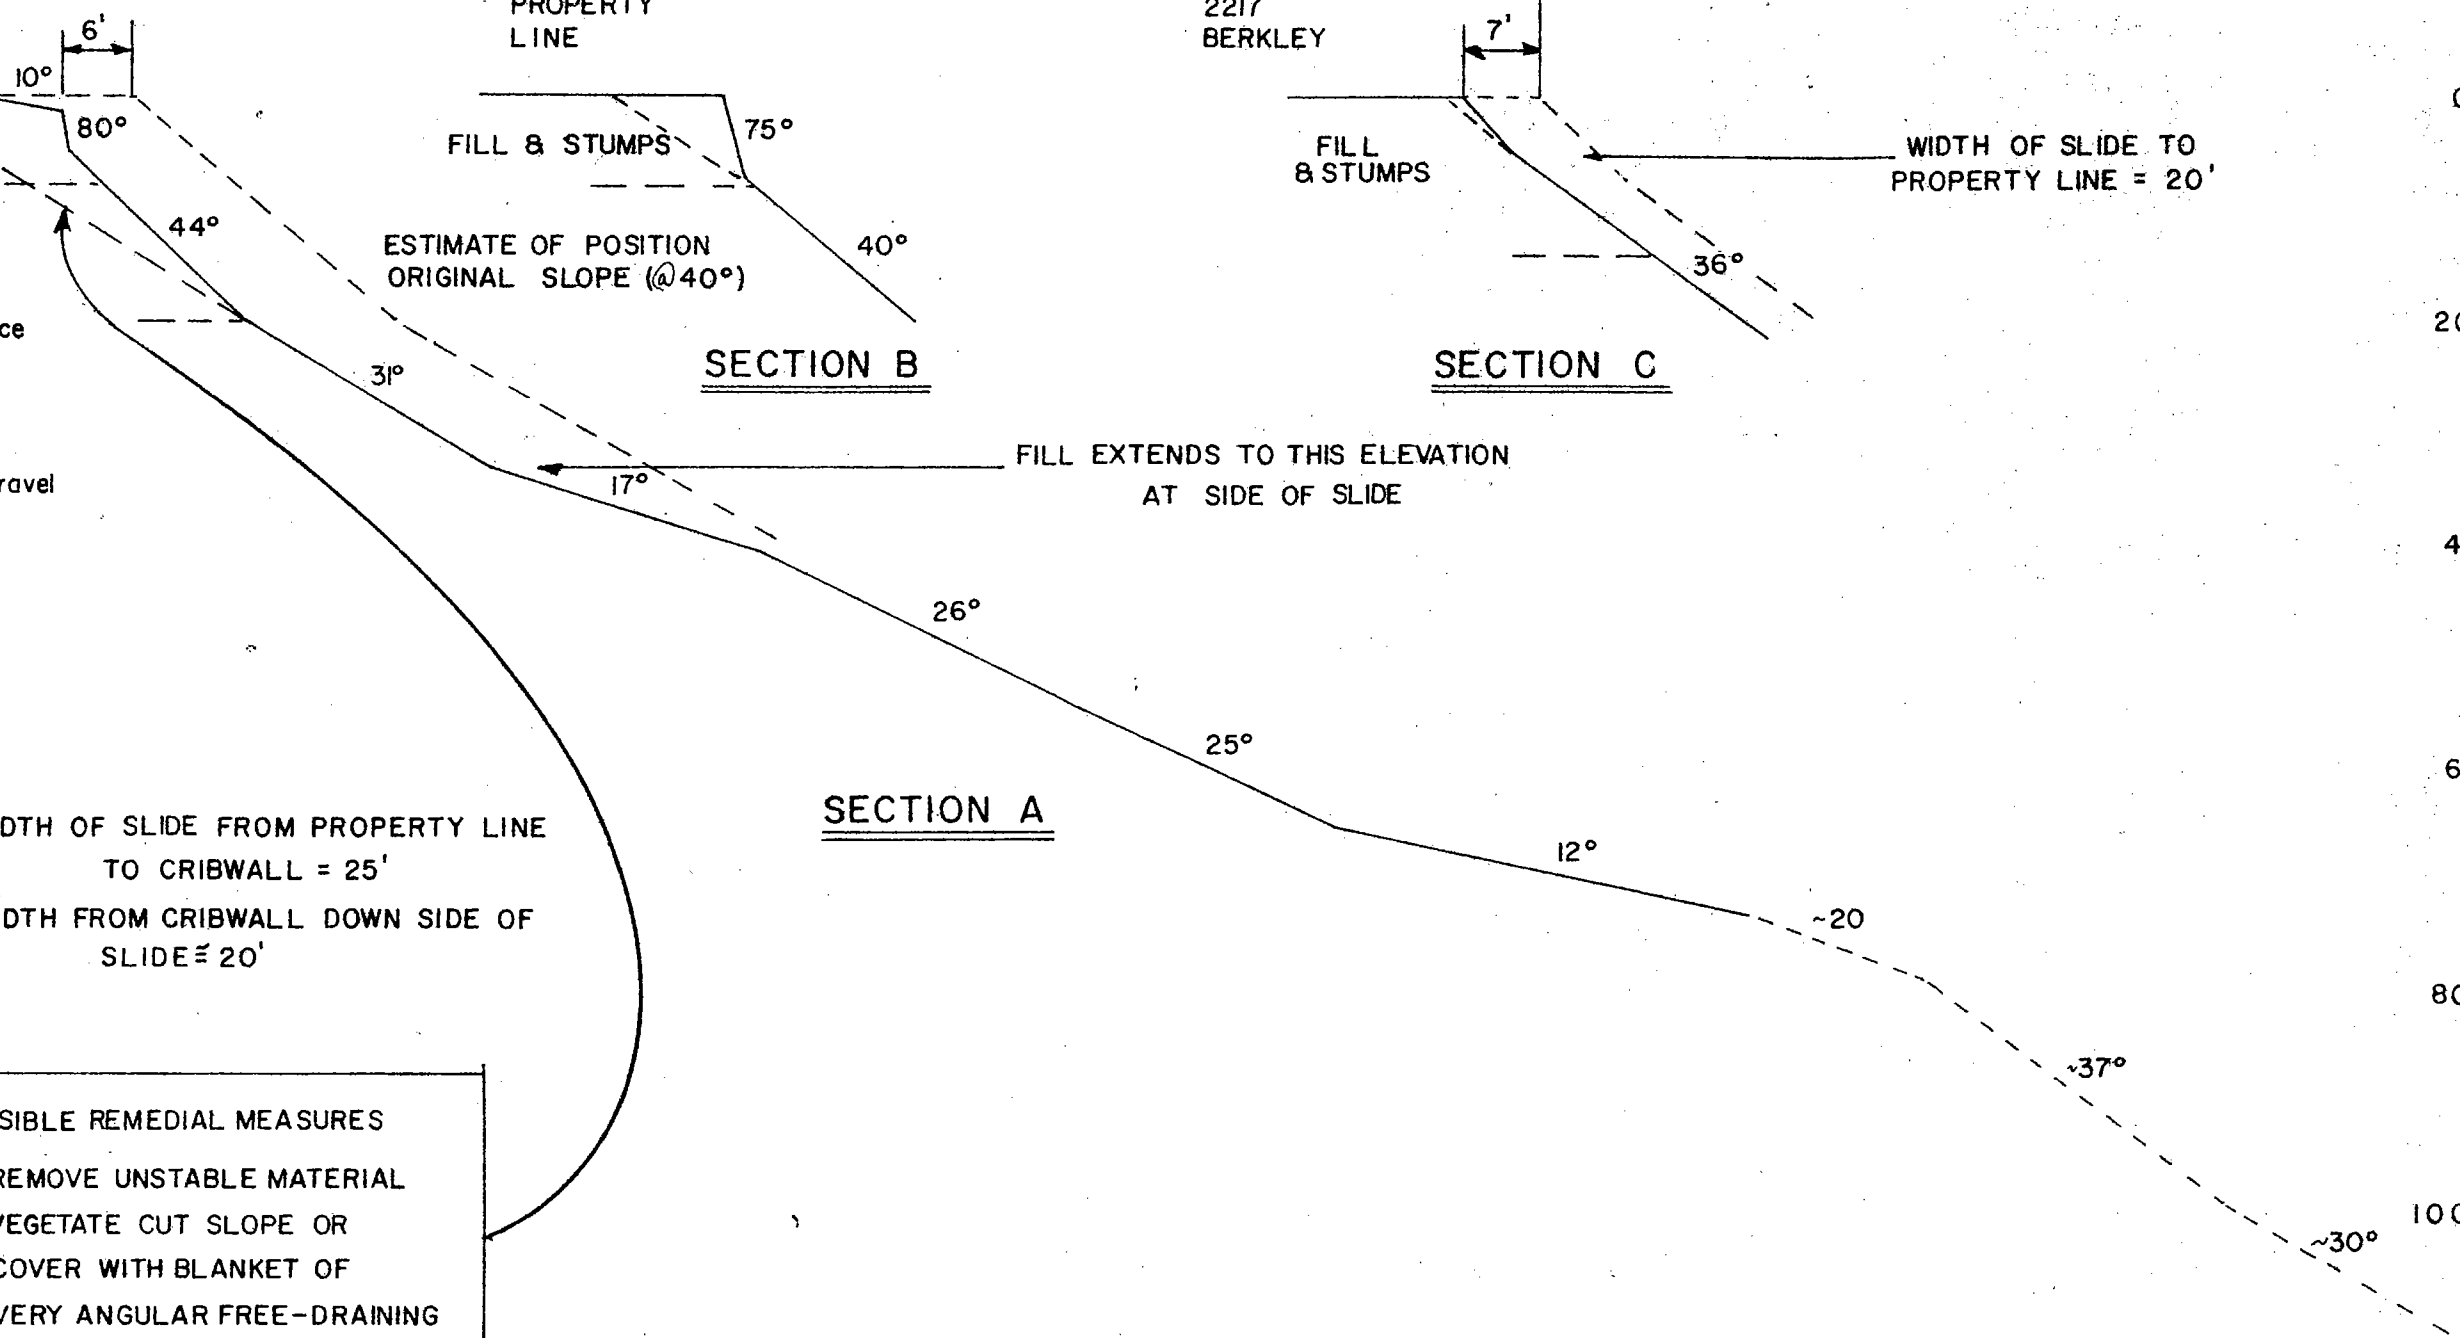 PROPERTY
LINE
2217
BERKLEY
6'
7'
10°
80°
75°
FILL & STUMPS
FILL
& STUMPS
WIDTH OF SLIDE TO
PROPERTY LINE = 20'
44°
ESTIMATE OF POSITION
ORIGINAL SLOPE (@40°)
40°
36°
31°
SECTION B
SECTION C
FILL EXTENDS TO THIS ELEVATION
AT SIDE OF SLIDE
17°
26°
25°
SECTION A
12°
DTH OF SLIDE FROM PROPERTY LINE
TO CRIBWALL = 25'
DTH FROM CRIBWALL DOWN SIDE OF
SLIDE ≅ 20'
~20
~37°
~30°
SIBLE REMEDIAL MEASURES
REMOVE UNSTABLE MATERIAL
VEGETATE CUT SLOPE OR
COVER WITH BLANKET OF
VERY ANGULAR FREE-DRAINING